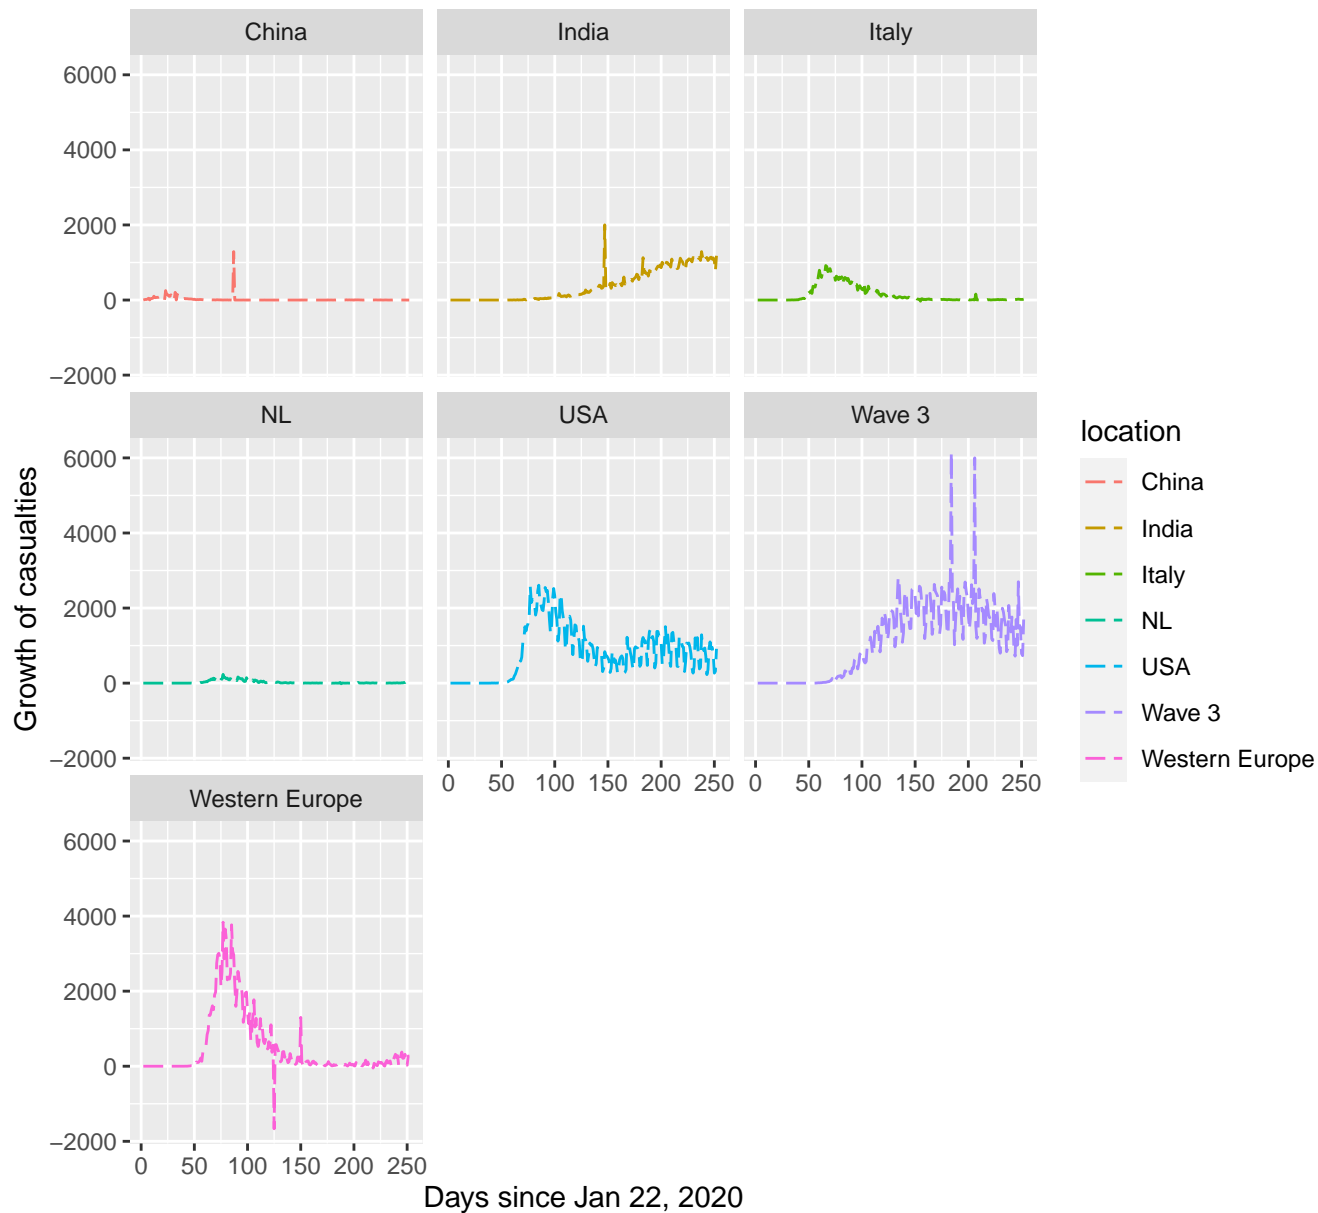 China
India
Italy
6000
4000
2000
0
−2000
NL
USA
Wave 3
6000
4000
2000
0
−2000
0 50 100 150 200 250
0 50 100 150 200 250
Western Europe
6000
4000
2000
0
−2000
0 50 100 150 200 250
Days since Jan 22, 2020
Growth of casualties
location
China
India
Italy
NL
USA
Wave 3
Western Europe